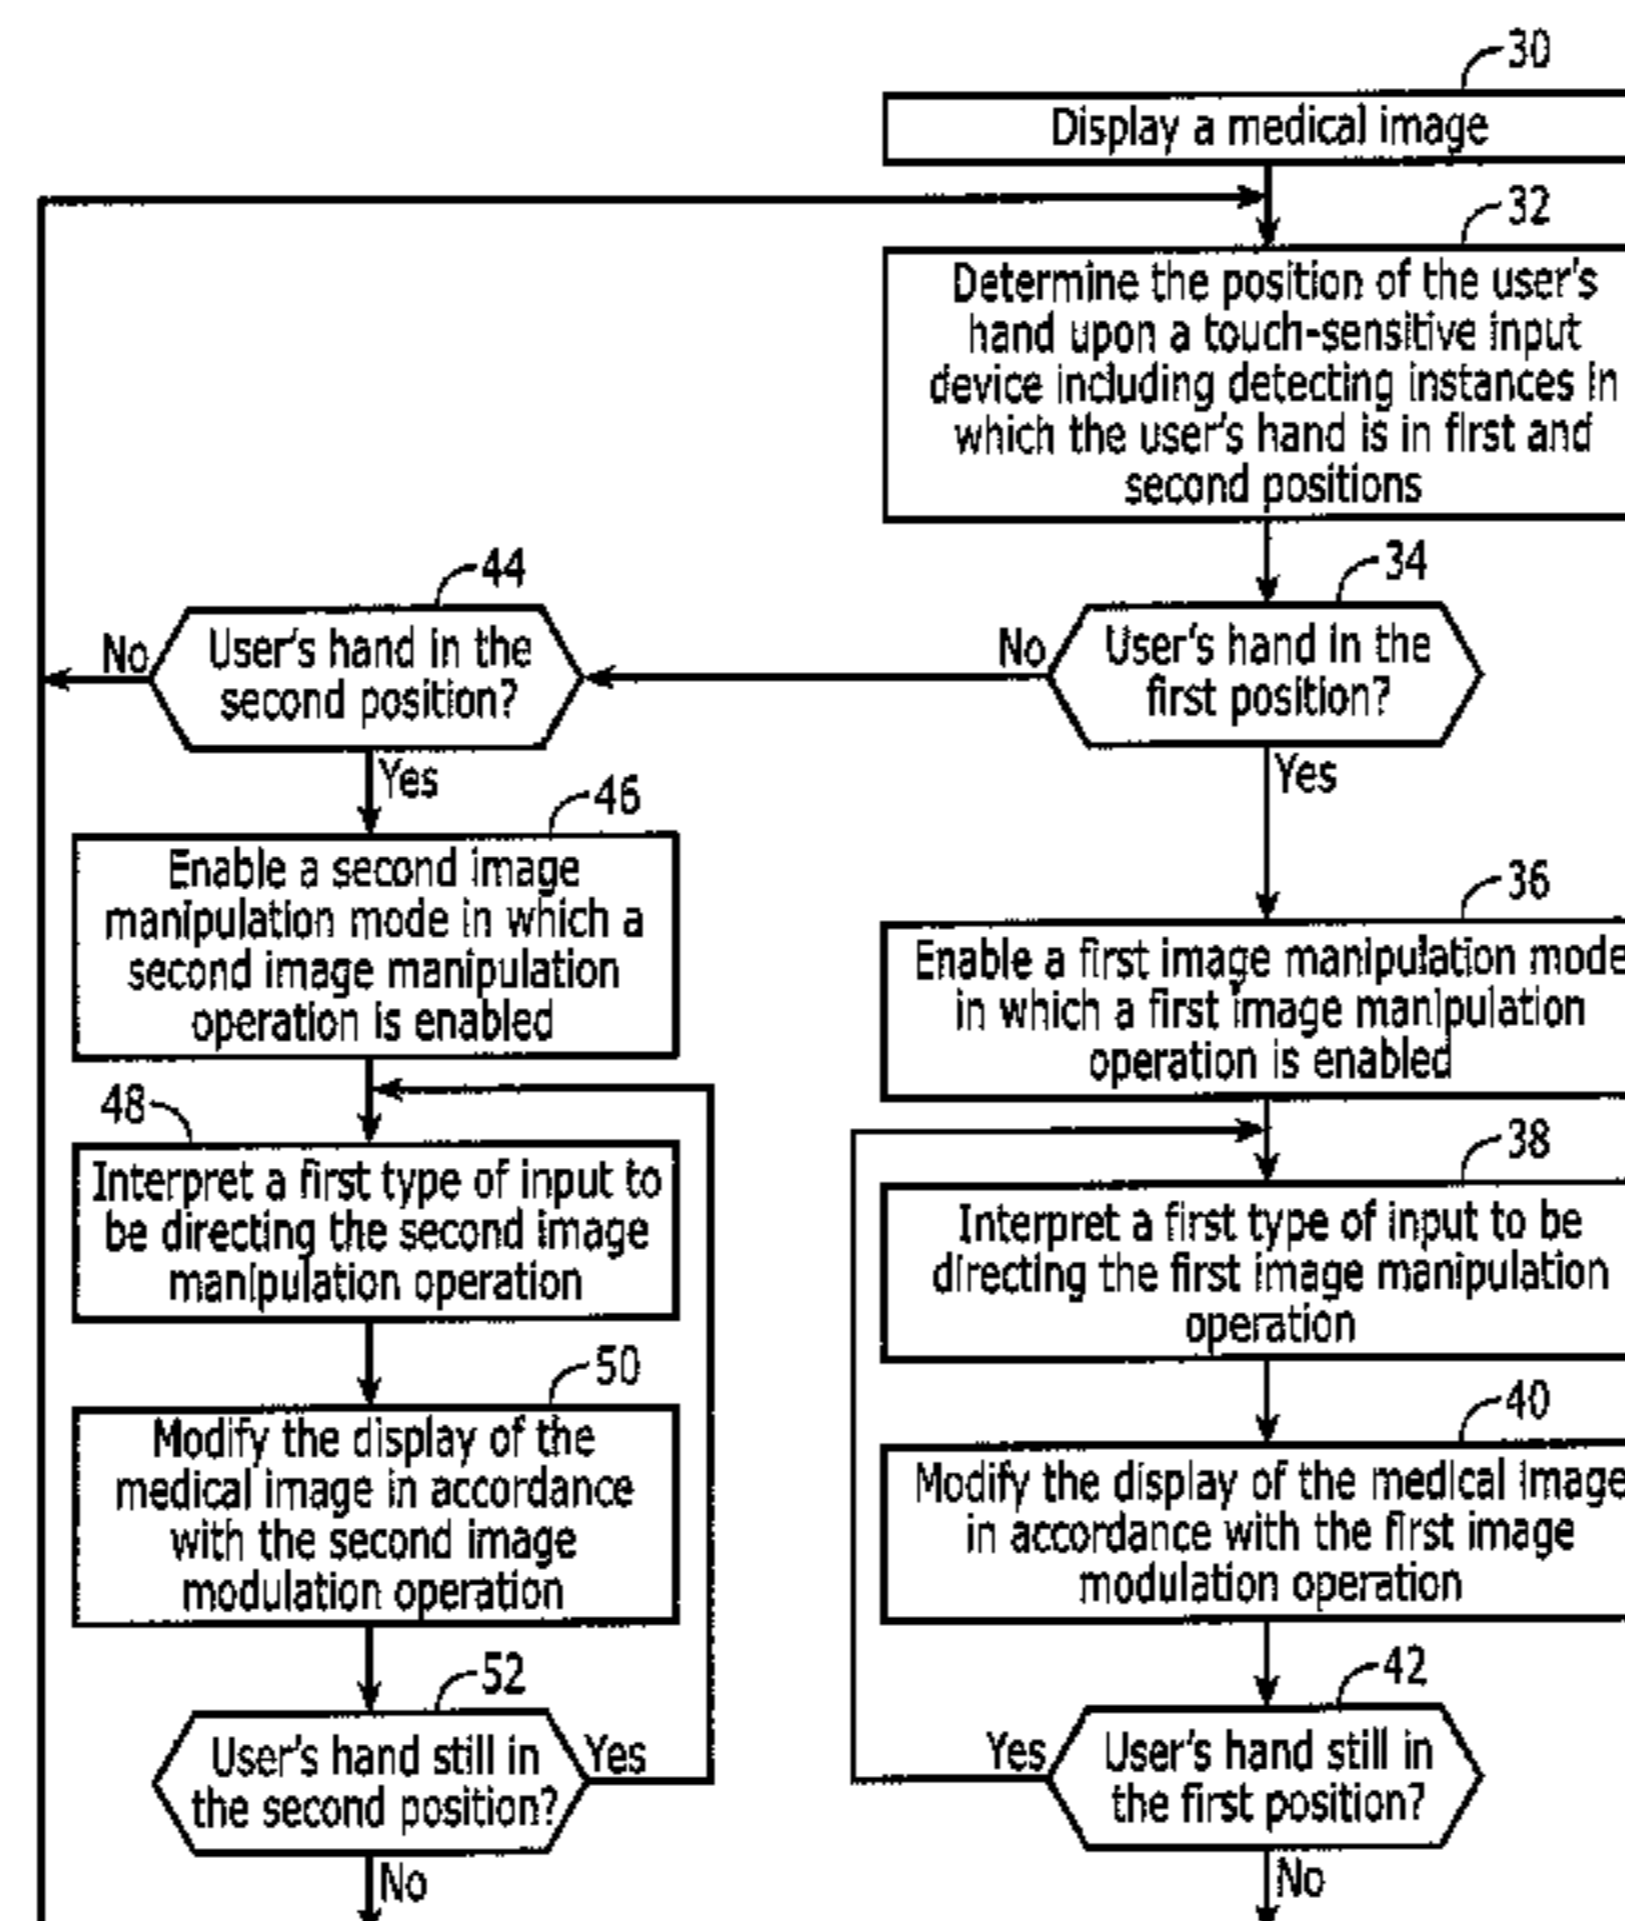 30
Display a medical image
32
Determine the position of the user's
hand upon a touch-sensitive input
device including detecting instances in
which the user's hand is in first and
second positions
34
User's hand in the
first position?
No
Yes
44
User's hand in the
second position?
No
Yes
46
Enable a second image
manipulation mode in which a
second image manipulation
operation is enabled
36
Enable a first image manipulation mode
in which a first image manipulation
operation is enabled
48
Interpret a first type of input to
be directing the second image
manipulation operation
38
Interpret a first type of input to be
directing the first image manipulation
operation
50
Modify the display of the
medical image in accordance
with the second image
modulation operation
40
Modify the display of the medical image
in accordance with the first image
modulation operation
52
User's hand still in
the second position?
Yes
No
42
User's hand still in
the first position?
Yes
No